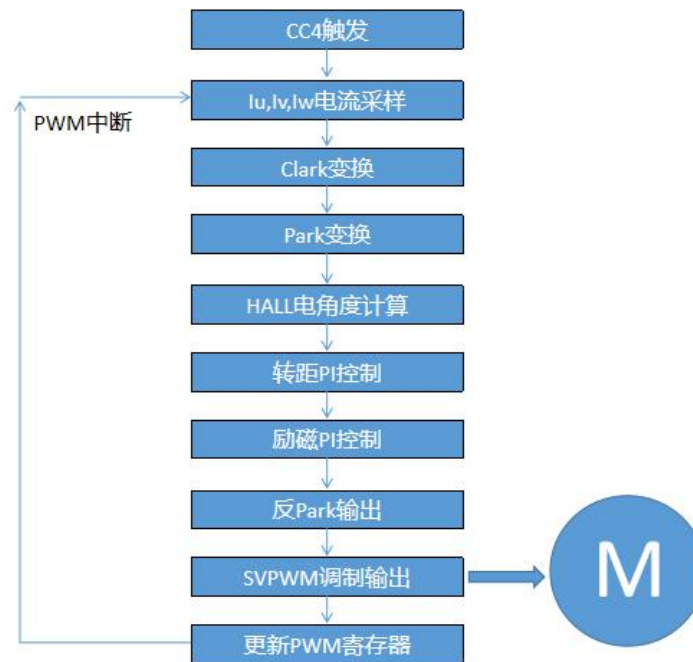 CC4触发
Iu,Iv,Iw电流采样
PWM中断
Clark变换
Park变换
HALL电角度计算
转距PI控制
励磁PI控制
反Park输出
SVPWM调制输出
M
更新PWM寄存器